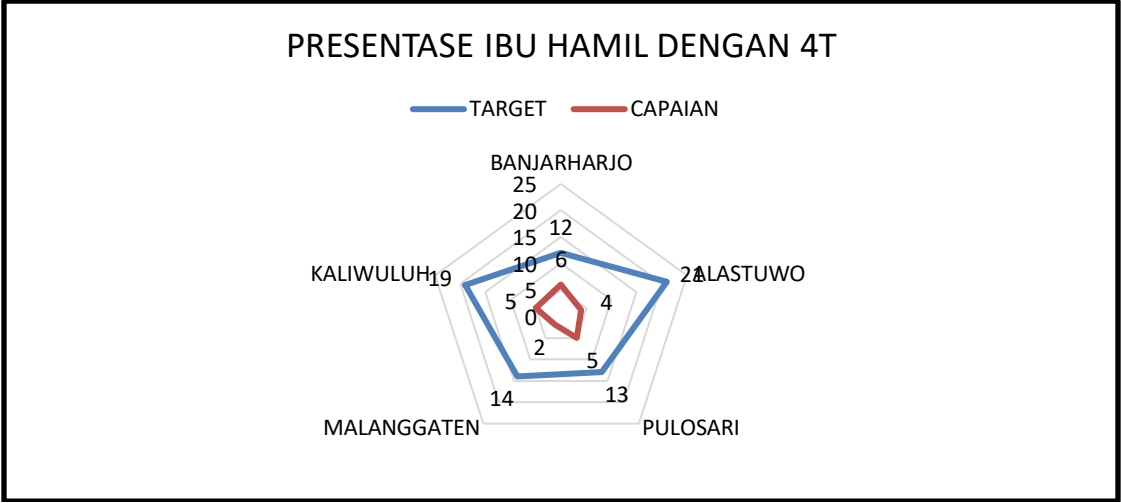 PRESENTASE IBU HAMIL DENGAN 4T
TARGET CAPAIAN
BANJARHARJO
25
20
12
15
10 6
KALIWULUH 19 21 ALASTUWO
5
5 4
0
2 5
14 13
MALANGGATEN PULOSARI